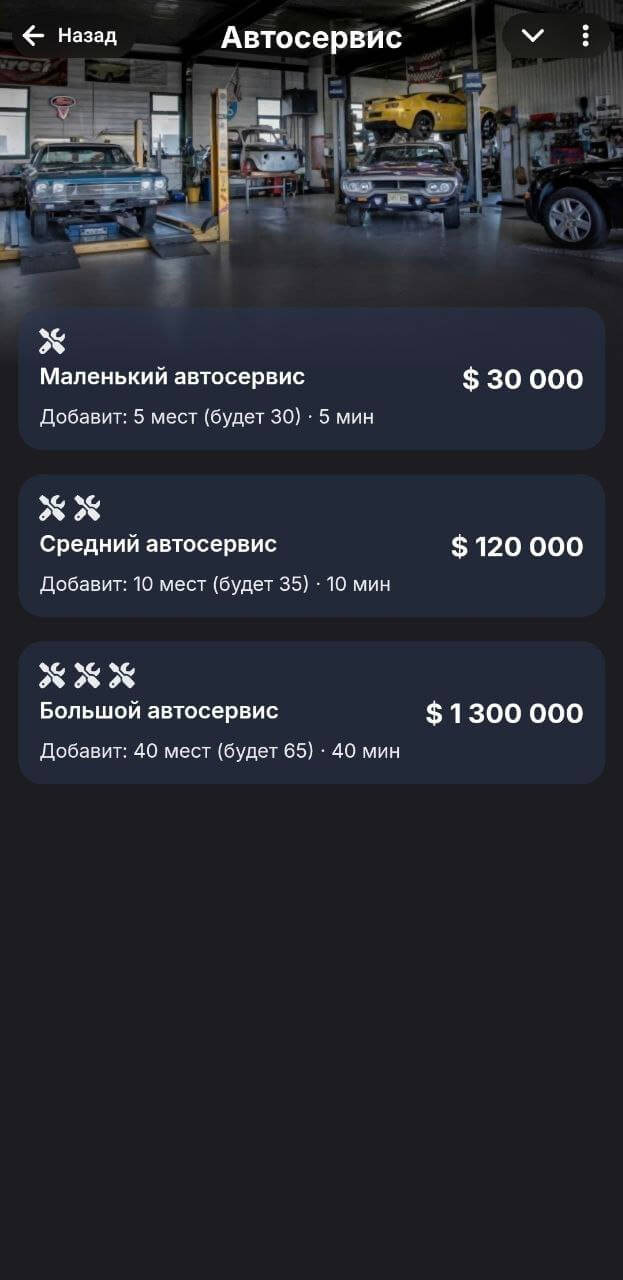 Назад
Автосервис
Маленький автосервис
$ 30 000
Добавит: 5 мест (будет 30) · 5 мин
Средний автосервис
$ 120 000
Добавит: 10 мест (будет 35) · 10 мин
Большой автосервис
$ 1 300 000
Добавит: 40 мест (будет 65) · 40 мин